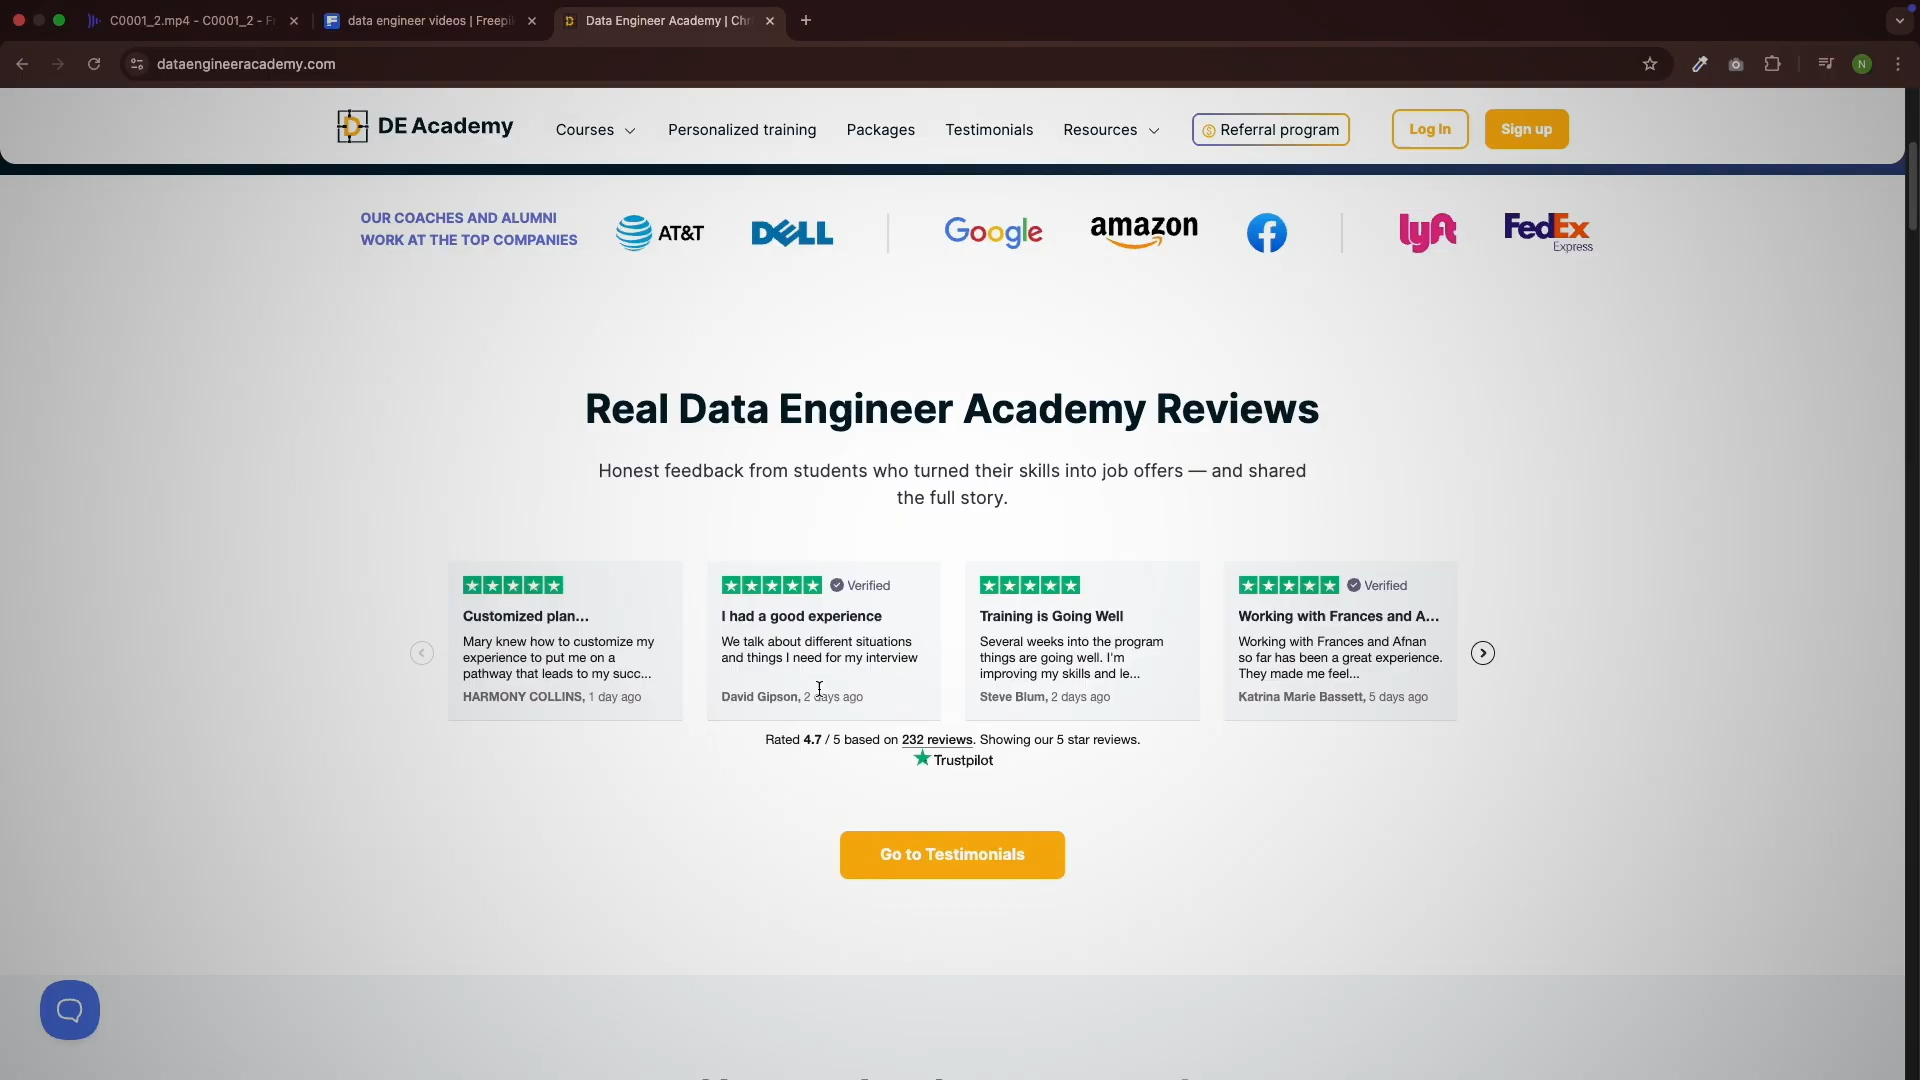 C0001_2.mp4 - C0001_2 - Fr
data engineer videos | Freepik
Data Engineer Academy | Chr
dataengineeracademy.com
N
DE Academy
Courses
Personalized training
Packages
Testimonials
Resources
Referral program
Log In
Sign up
OUR COACHES AND ALUMNI
WORK AT THE TOP COMPANIES
AT&T
DELL
Google
amazon
lyft
FedEx
Express
Real Data Engineer Academy Reviews
Honest feedback from students who turned their skills into job offers — and shared
the full story.
Customized plan...
Mary knew how to customize my
experience to put me on a
pathway that leads to my succ...
HARMONY COLLINS, 1 day ago
Verified
I had a good experience
We talk about different situations
and things I need for my interview
David Gipson, 2 days ago
Training is Going Well
Several weeks into the program
things are going well. I'm
improving my skills and le...
Steve Blum, 2 days ago
Verified
Working with Frances and A...
Working with Frances and Afnan
so far has been a great experience.
They made me feel...
Katrina Marie Bassett, 5 days ago
Rated 4.7 / 5 based on 232 reviews. Showing our 5 star reviews.
Trustpilot
Go to Testimonials